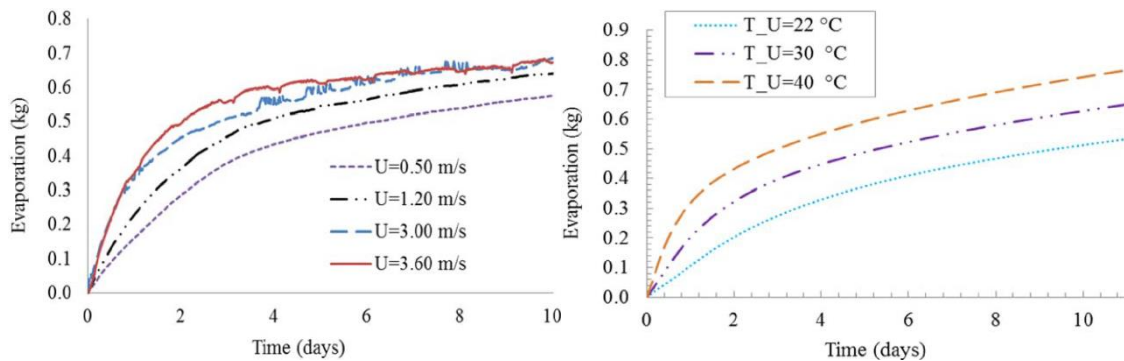 0.8
0.7
0.6
0.5
0.4
0.3
0.2
0.1
0.0
Evaporation (kg)
U=0.50 m/s
U=1.20 m/s
U=3.00 m/s
U=3.60 m/s
0 2 4 6 8 10
Time (days)
T_U=22 °C
T_U=30 °C
T_U=40 °C
0.9
0.8
0.7
0.6
0.5
0.4
0.3
0.2
0.1
0.0
Evaporation (kg)
0 2 4 6 8 10
Time (days)